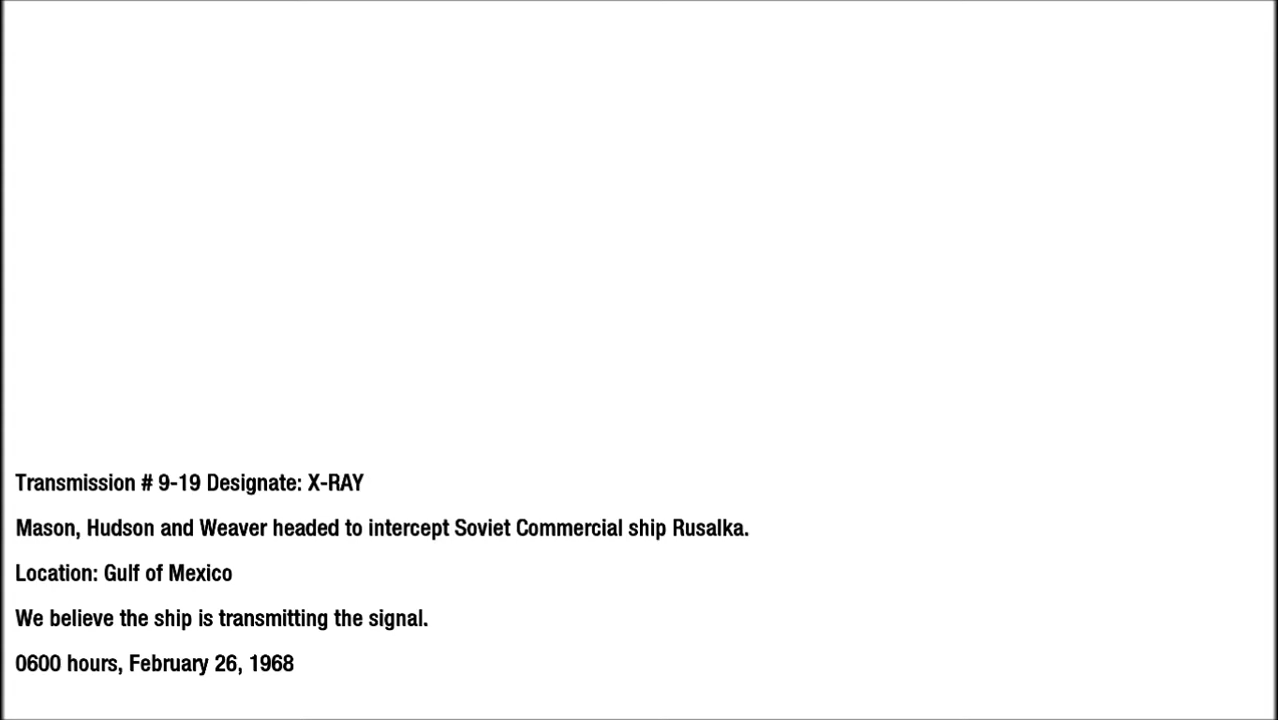 Transmission # 9-19 Designate: X-RAY
Mason, Hudson and Weaver headed to intercept Soviet Commercial ship Rusalka.
Location: Gulf of Mexico
We believe the ship is transmitting the signal.
0600 hours, February 26, 1968